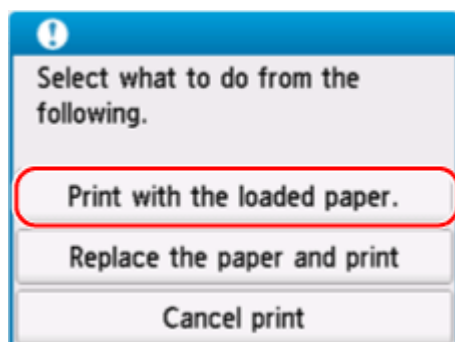 Select what to do from the
following.
Print with the loaded paper.
Replace the paper and print
Cancel print